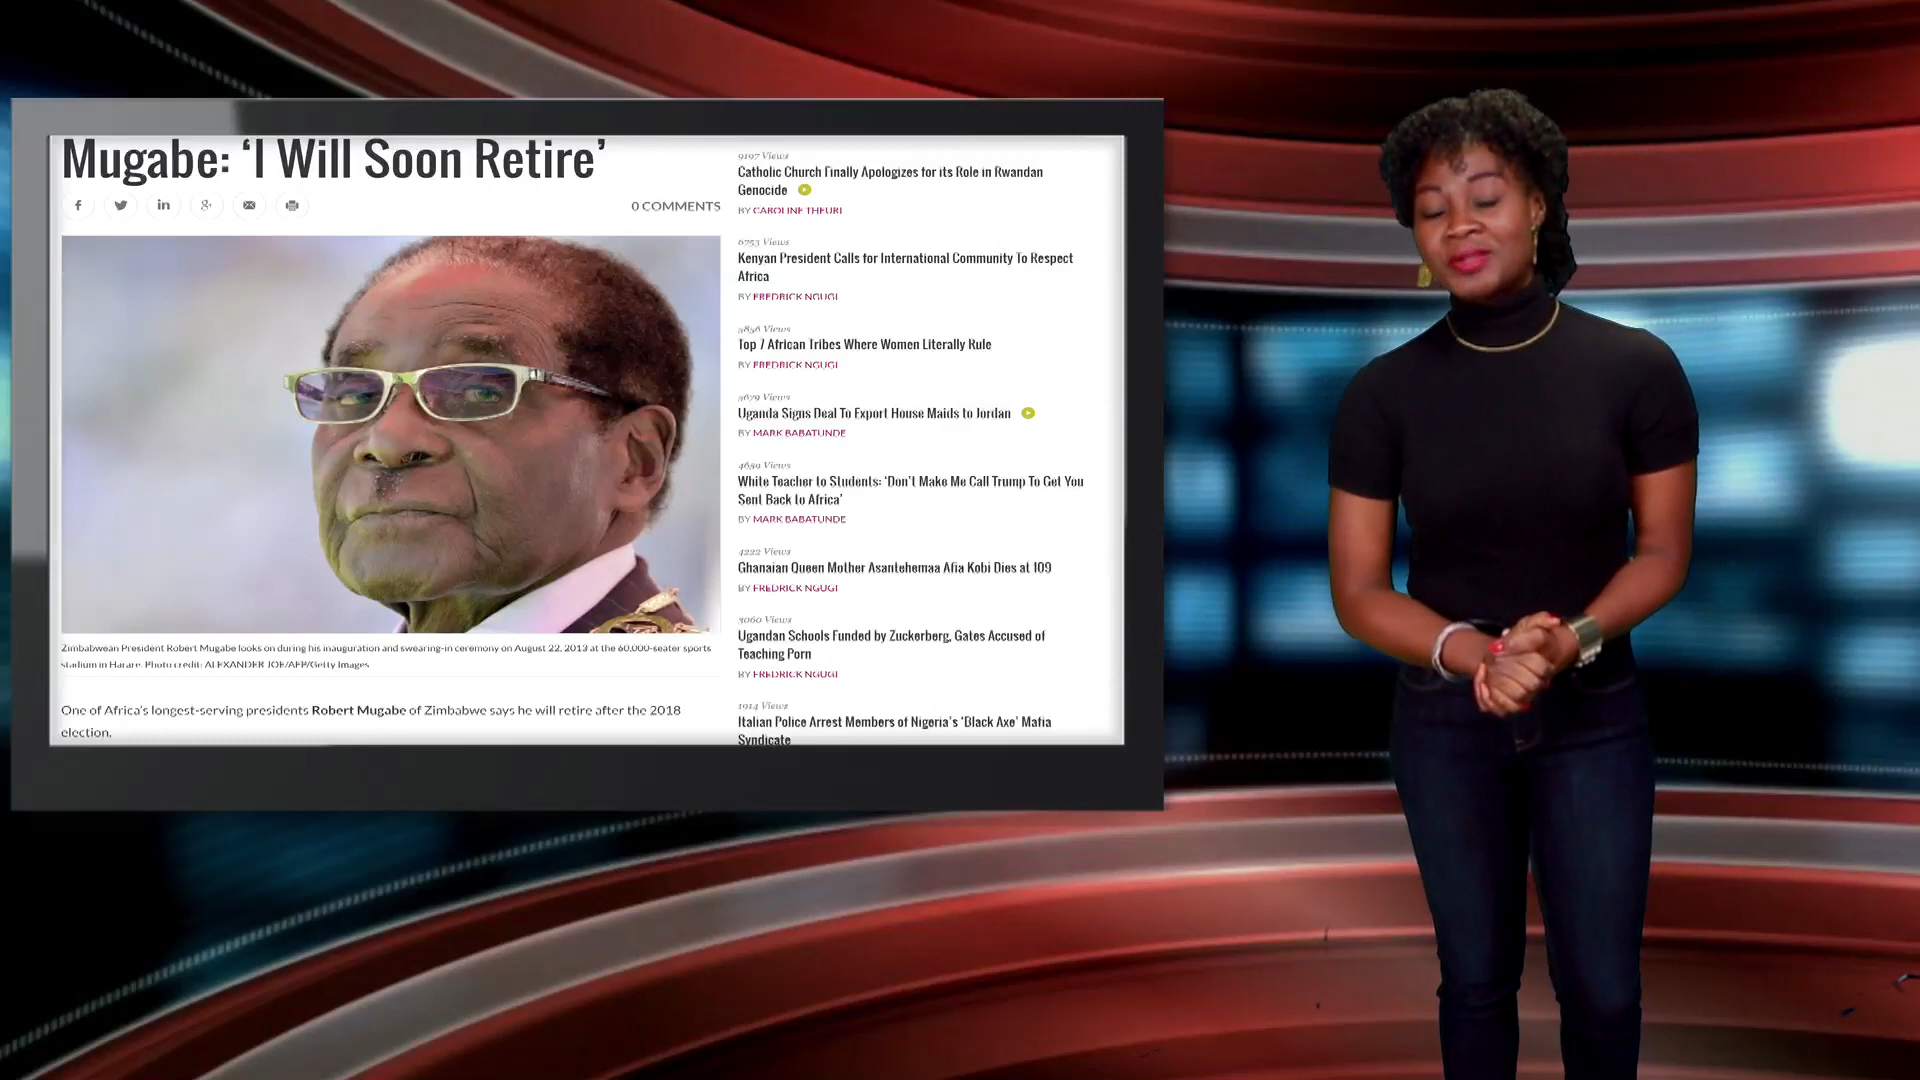 Mugabe: ‘I Will Soon Retire’
0 COMMENTS
Zimbabwean President Robert Mugabe looks on during his inauguration and swearing-in ceremony on August 22, 2013 at the 60,000-seater sports
stadium in Harare. Photo credit: ALEXANDER JOE/AFP/Getty Images
One of Africa’s longest-serving presidents Robert Mugabe of Zimbabwe says he will retire after the 2018
election.
9197 Views
Catholic Church Finally Apologizes for its Role in Rwandan
Genocide
BY CAROLINE THEURI
6753 Views
Kenyan President Calls for International Community To Respect
Africa
BY FREDRICK NGUGI
5856 Views
Top 7 African Tribes Where Women Literally Rule
BY FREDRICK NGUGI
5679 Views
Uganda Signs Deal To Export House Maids to Jordan
BY MARK BABATUNDE
4659 Views
White Teacher to Students: ‘Don’t Make Me Call Trump To Get You
Sent Back to Africa’
BY MARK BABATUNDE
4222 Views
Ghanaian Queen Mother Asantehemaa Afia Kobi Dies at 109
BY FREDRICK NGUGI
3060 Views
Ugandan Schools Funded by Zuckerberg, Gates Accused of
Teaching Porn
BY FREDRICK NGUGI
1914 Views
Italian Police Arrest Members of Nigeria’s ‘Black Axe’ Mafia
Syndicate